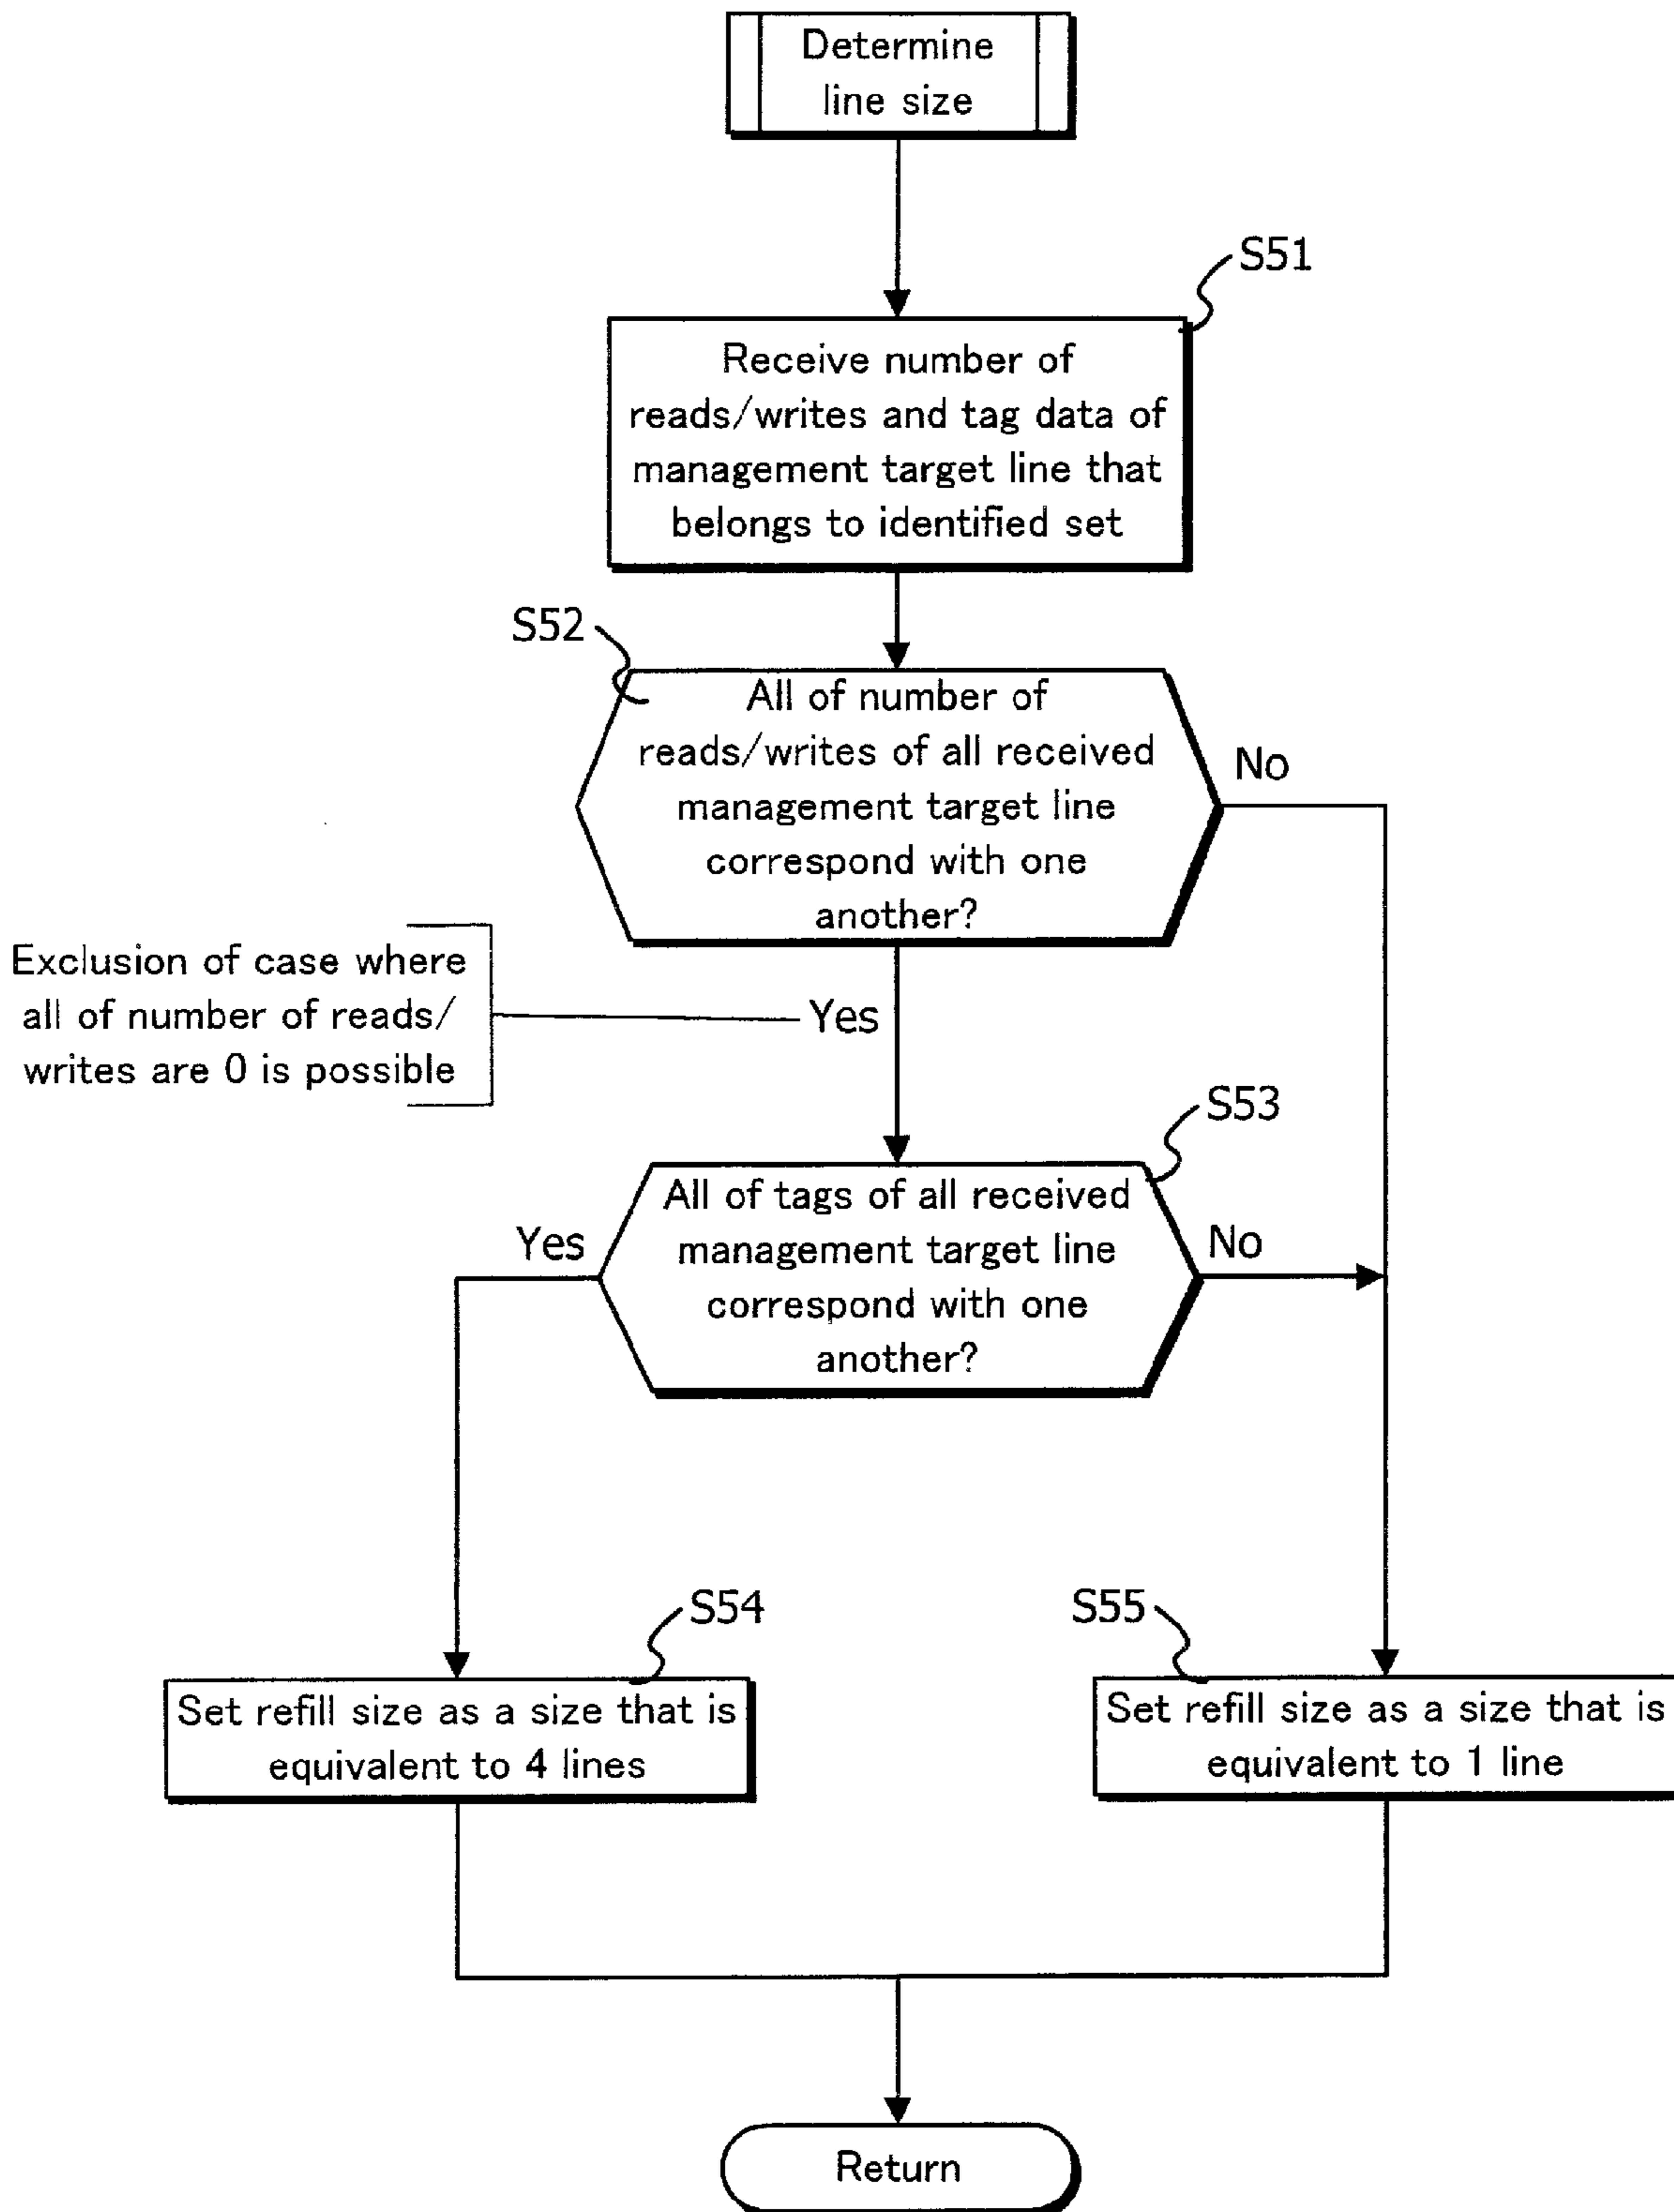 Determine
line size
S51
Receive number of
reads/writes and tag data of
management target line that
belongs to identified set
S52
All of number of
reads/writes of all received
management target line
correspond with one
another?
No
Exclusion of case where
all of number of reads/
writes are 0 is possible
Yes
S53
All of tags of all received
management target line
correspond with one
another?
Yes
No
S54
Set refill size as a size that is
equivalent to 4 lines
S55
Set refill size as a size that is
equivalent to 1 line
Return